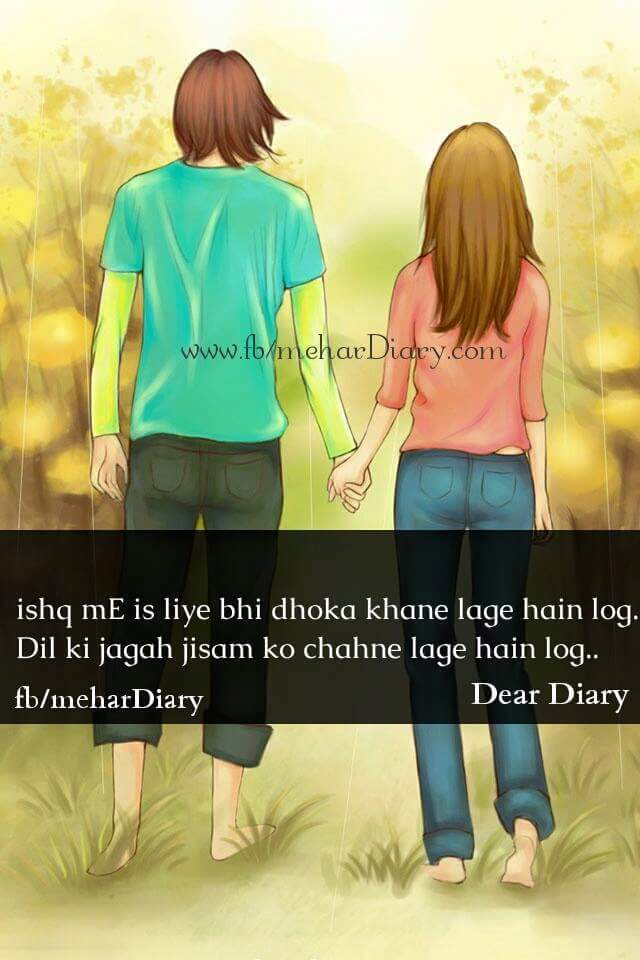 www.fb/meharDiary.com
ishq mE is liye bhi dhoka khane lage hain log.
Dil ki jagah jisam ko chahne lage hain log..
fb/meharDiary
Dear Diary